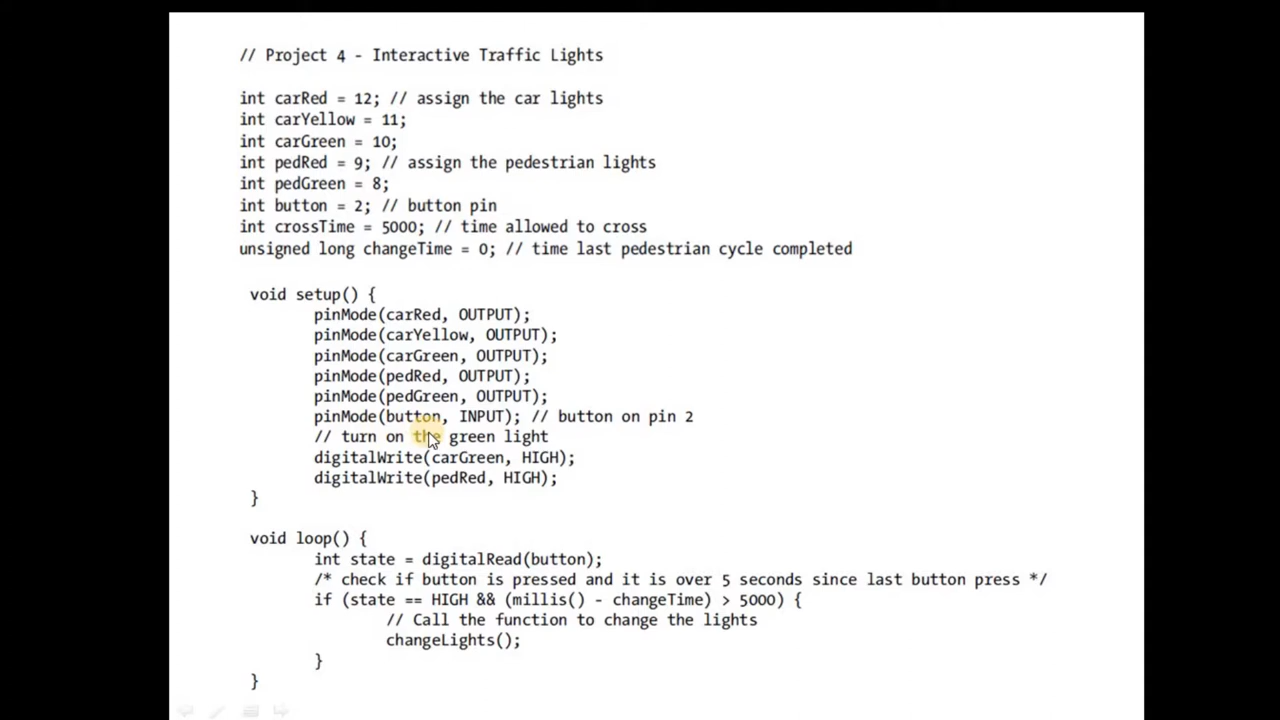 // Project 4 - Interactive Traffic Lights
int carRed = 12; // assign the car lights
int carYellow = 11;
int carGreen = 10;
int pedRed = 9; // assign the pedestrian lights
int pedGreen = 8;
int button = 2; // button pin
int crossTime = 5000; // time allowed to cross
unsigned long changeTime = 0; // time last pedestrian cycle completed
void setup() {
pinMode(carRed, OUTPUT);
pinMode(carYellow, OUTPUT);
pinMode(carGreen, OUTPUT);
pinMode(pedRed, OUTPUT);
pinMode(pedGreen, OUTPUT);
pinMode(button, INPUT); // button on pin 2
// turn on the green light
digitalWrite(carGreen, HIGH);
digitalWrite(pedRed, HIGH);
}
void loop() {
int state = digitalRead(button);
/* check if button is pressed and it is over 5 seconds since last button press */
if (state == HIGH && (millis() - changeTime) > 5000) {
// Call the function to change the lights
changeLights();
}
}